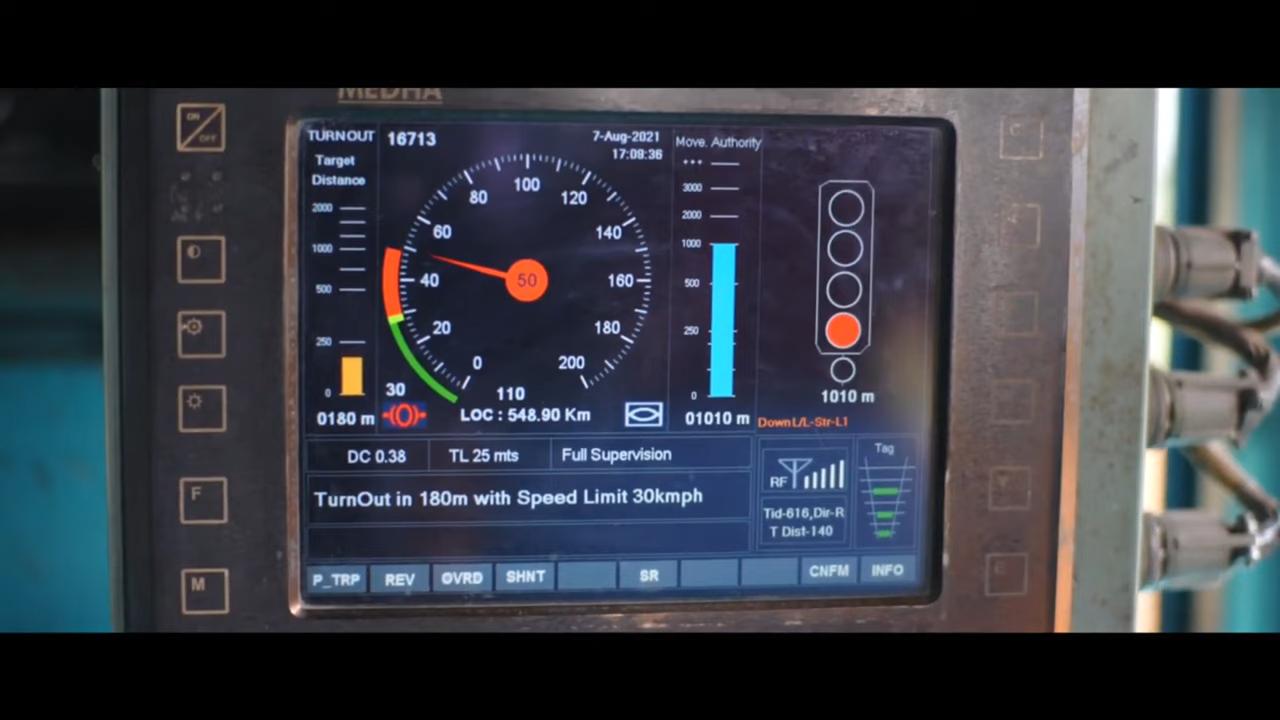 MEDHA
ON
OFF
TURNOUT
16713
7-Aug-2021
17:09:36
Move. Authority
Target
Distance
2000
1000
500
250
0
0180 m
0
20
40
60
80
100
120
140
160
180
200
50
30
110
LOC : 548.90 Km
+++
3000
2000
1000
500
250
0
01010 m
1010 m
DownL/L-Str-L1
DC 0.38
TL 25 mts
Full Supervision
TurnOut in 180m with Speed Limit 30kmph
RF
Tid-616,Dir-R
T Dist-140
Tag
P_TRP
REV
OVRD
SHNT
SR
CNFM
INFO
F
M